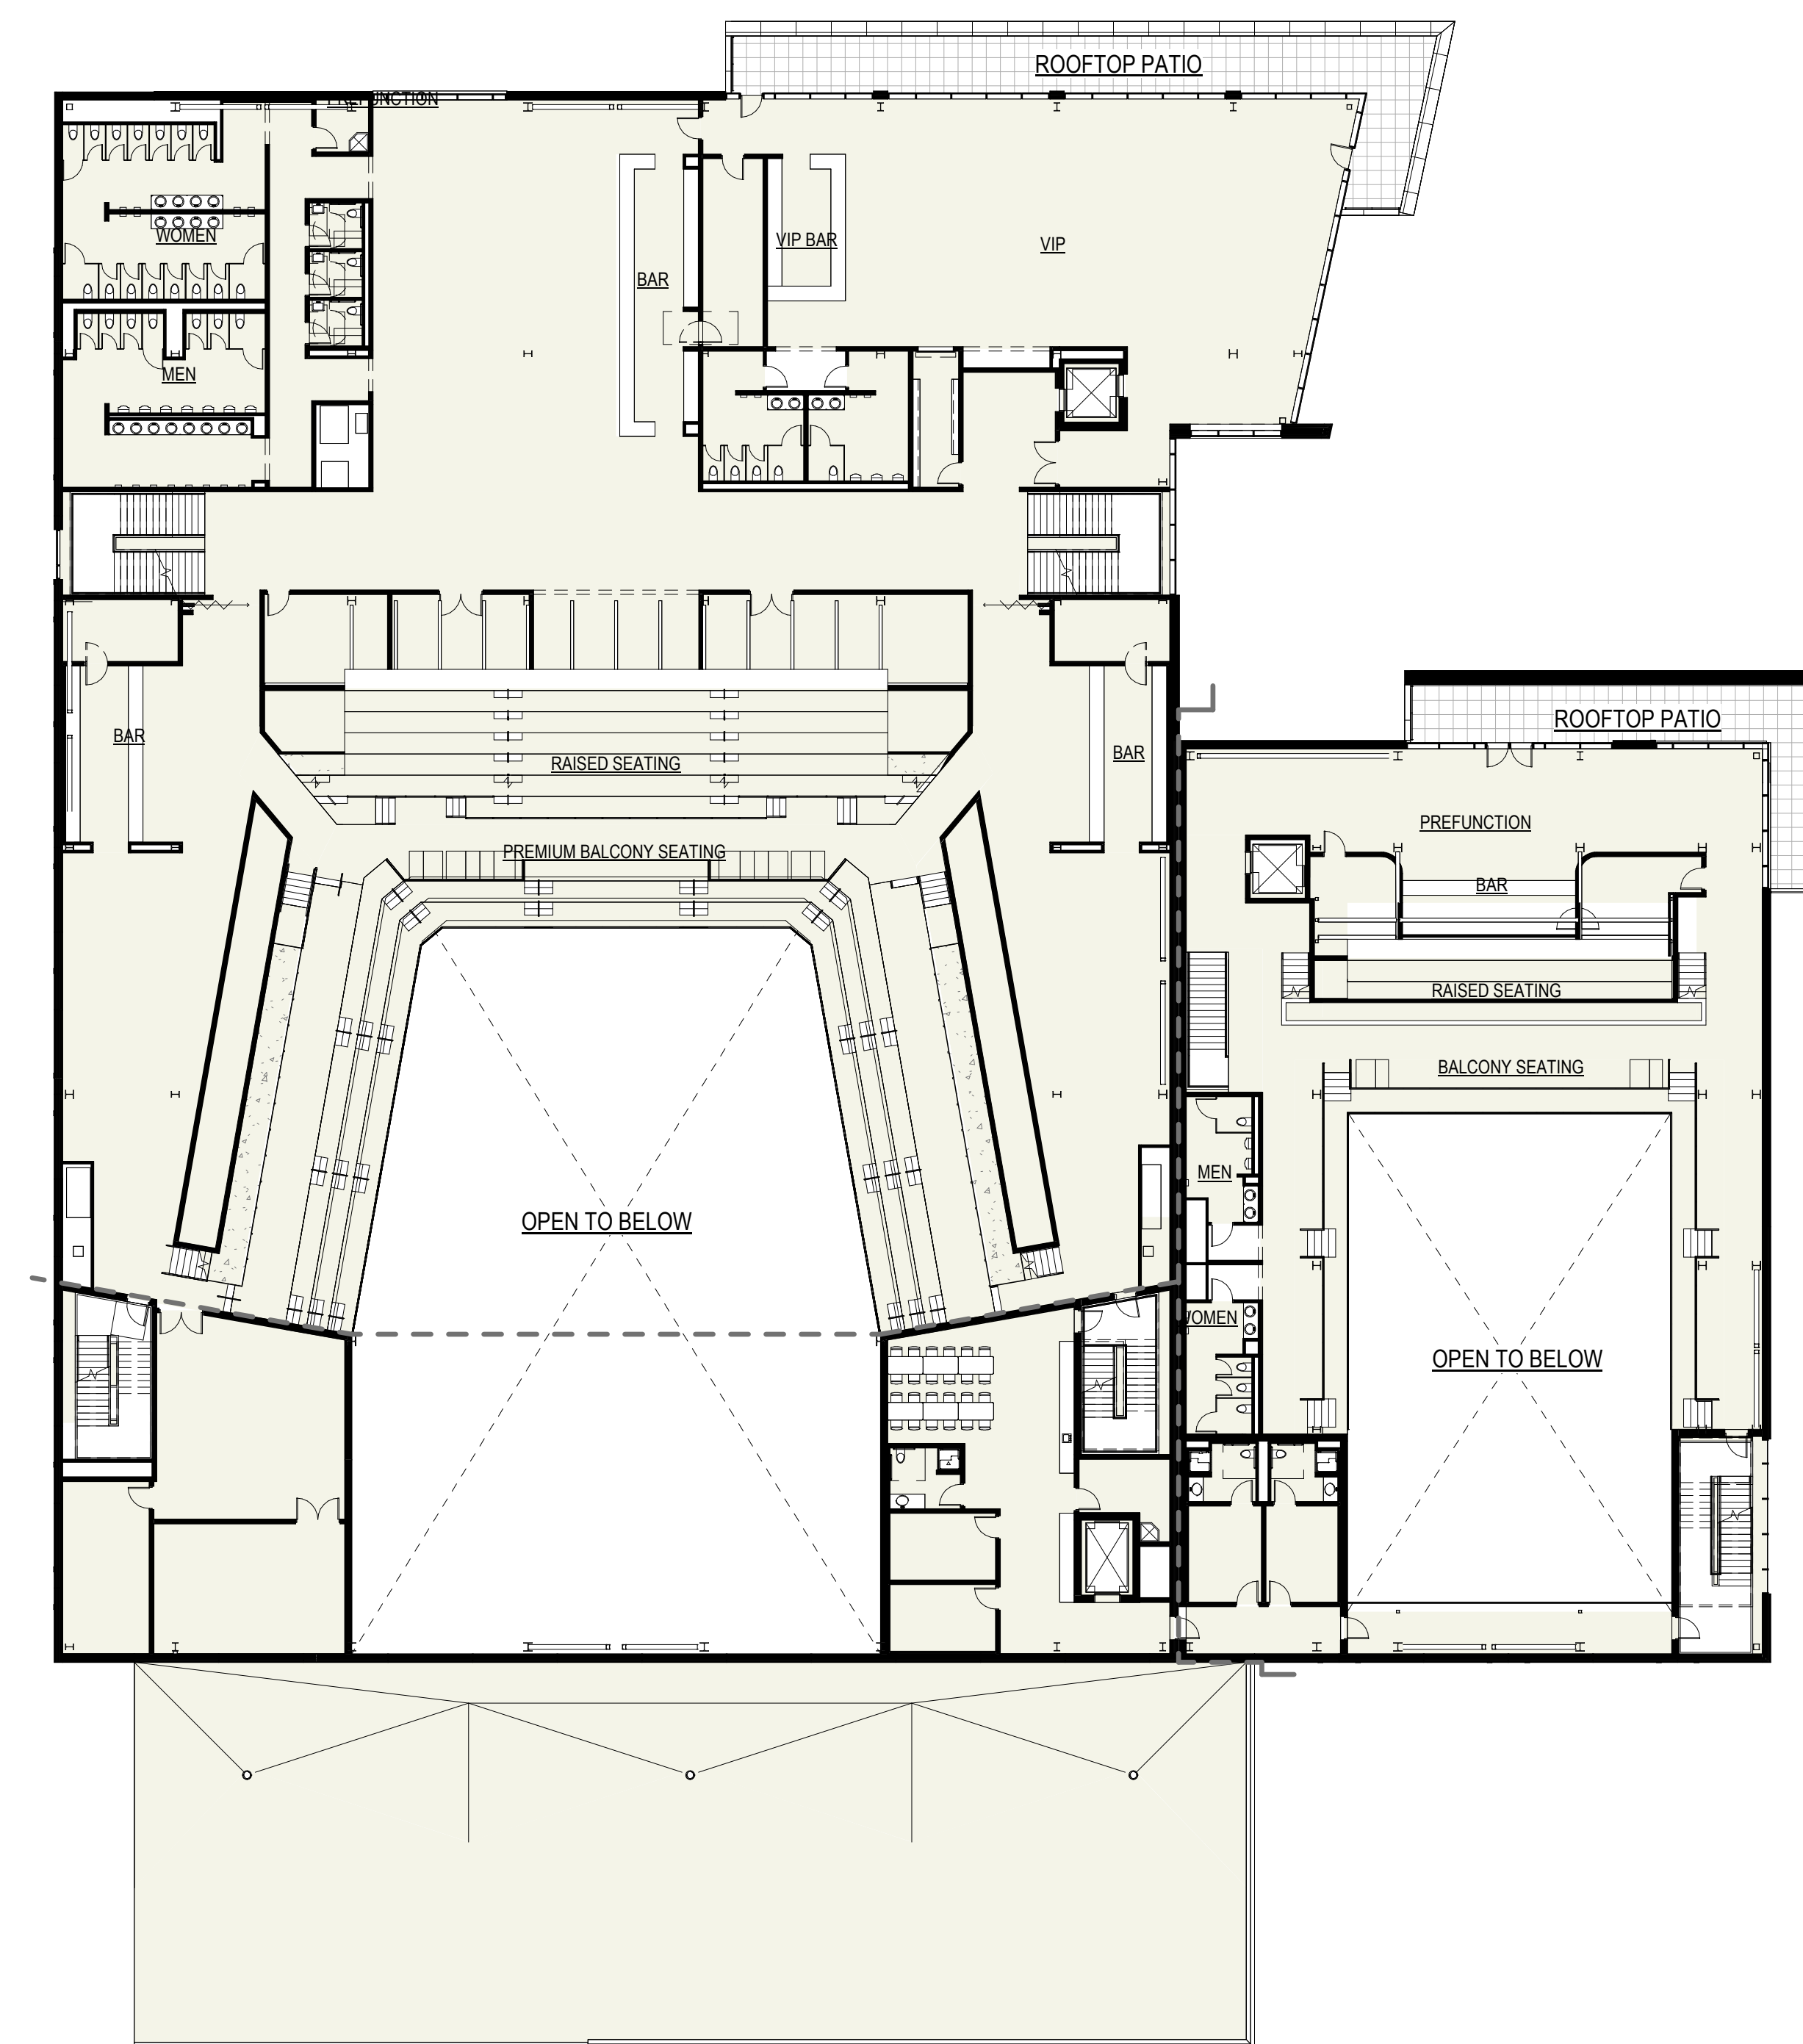 ROOFTOP PATIO
PREFUNCTION
WOMEN
VIP BAR
VIP
BAR
MEN
ROOFTOP PATIO
BAR
BAR
RAISED SEATING
PREFUNCTION
PREMIUM BALCONY SEATING
BAR
RAISED SEATING
BALCONY SEATING
MEN
OPEN TO BELOW
WOMEN
OPEN TO BELOW